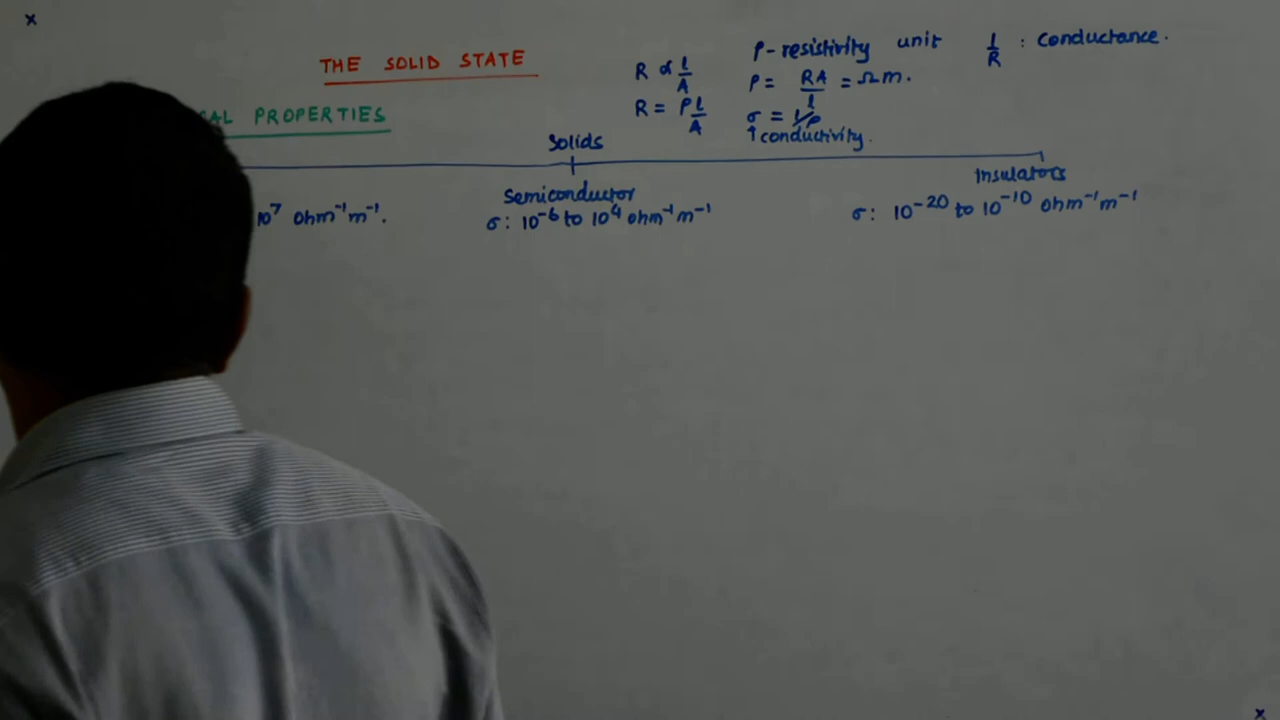 THE SOLID STATE
R ∝ l/A
ρ-resistivity unit
1/R : Conductance.
R = ρl/A
ρ = RA/l = Ωm.
σ = 1/ρ
↑conductivity.
PROPERTIES
Solids
Semiconductor
Insulators
10⁷ Ohm⁻¹m⁻¹.
σ: 10⁻⁶ to 10⁴ ohm⁻¹m⁻¹
σ: 10⁻²⁰ to 10⁻¹⁰ ohm⁻¹m⁻¹